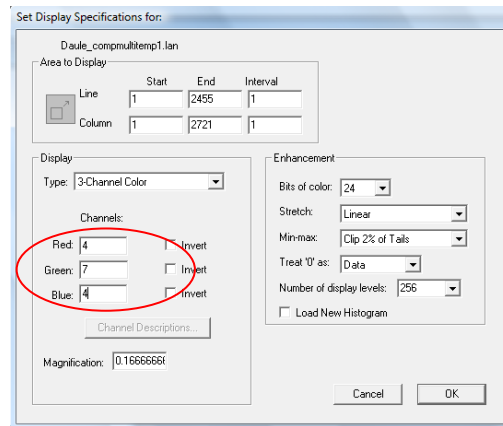 Set Display Specifications for:
Daule_compmultitemp1.lan
Area to Display
Start End Interval
Line 1 2455 1
Column 1 2721 1
Display
Type: 3-Channel Color
Channels:
Red: 4 Invert
Green: 7 Invert
Blue: 4 Invert
Channel Descriptions...
Magnification: 0.1666666
Enhancement
Bits of color: 24
Stretch: Linear
Min-max: Clip 2% of Tails
Treat '0' as: Data
Number of display levels: 256
Load New Histogram
Cancel OK